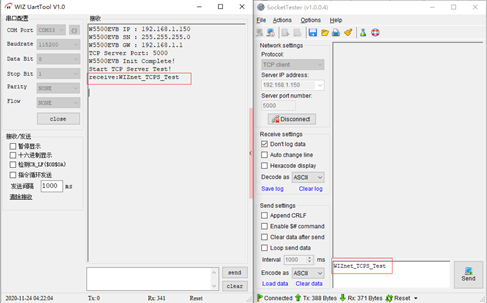 WIZ UartTool V1.0
串口配置
COM Port COM33
Baudrate 115200
Data Bit 8
Stop Bit 1
Parity NONE
Flow NONE
close
接收/发送
暂停显示
十六进制显示
检测CR_LF($0D$0A)
指令循环发送
发送间隔 1000 ms
清除接收
接收
W5500EVB IP : 192.168.1.150
W5500EVB SN : 255.255.255.0
W5500EVB GW : 192.168.1.1
TCP Server Port: 5000
W5500EVB Init Complete!
Start TCP Server Test!
receive:WIZnet_TCPS_Test
send
clear
2020-11-24 04:22:04
Tx: 0
Rx: 341
Reset
SocketTester (v1.0.0.4)
File Actions Options Help
Network settings
Protocol:
TCP client
Server IP address:
192.168.1.150
Server port number:
5000
Disconnect
Receive settings
Don't log data
Auto change line
Hexacode display
Decode as ASCII
Save log Clear log
Send settings
Append CRLF
Enable $# command
Clear data after send
Loop send data
Interval 1000 ms
Encode as ASCII
Load data Clear data
WIZnet_TCPS_Test
Send
Connected
Tx: 388 Bytes
Rx: 371 Bytes
Reset